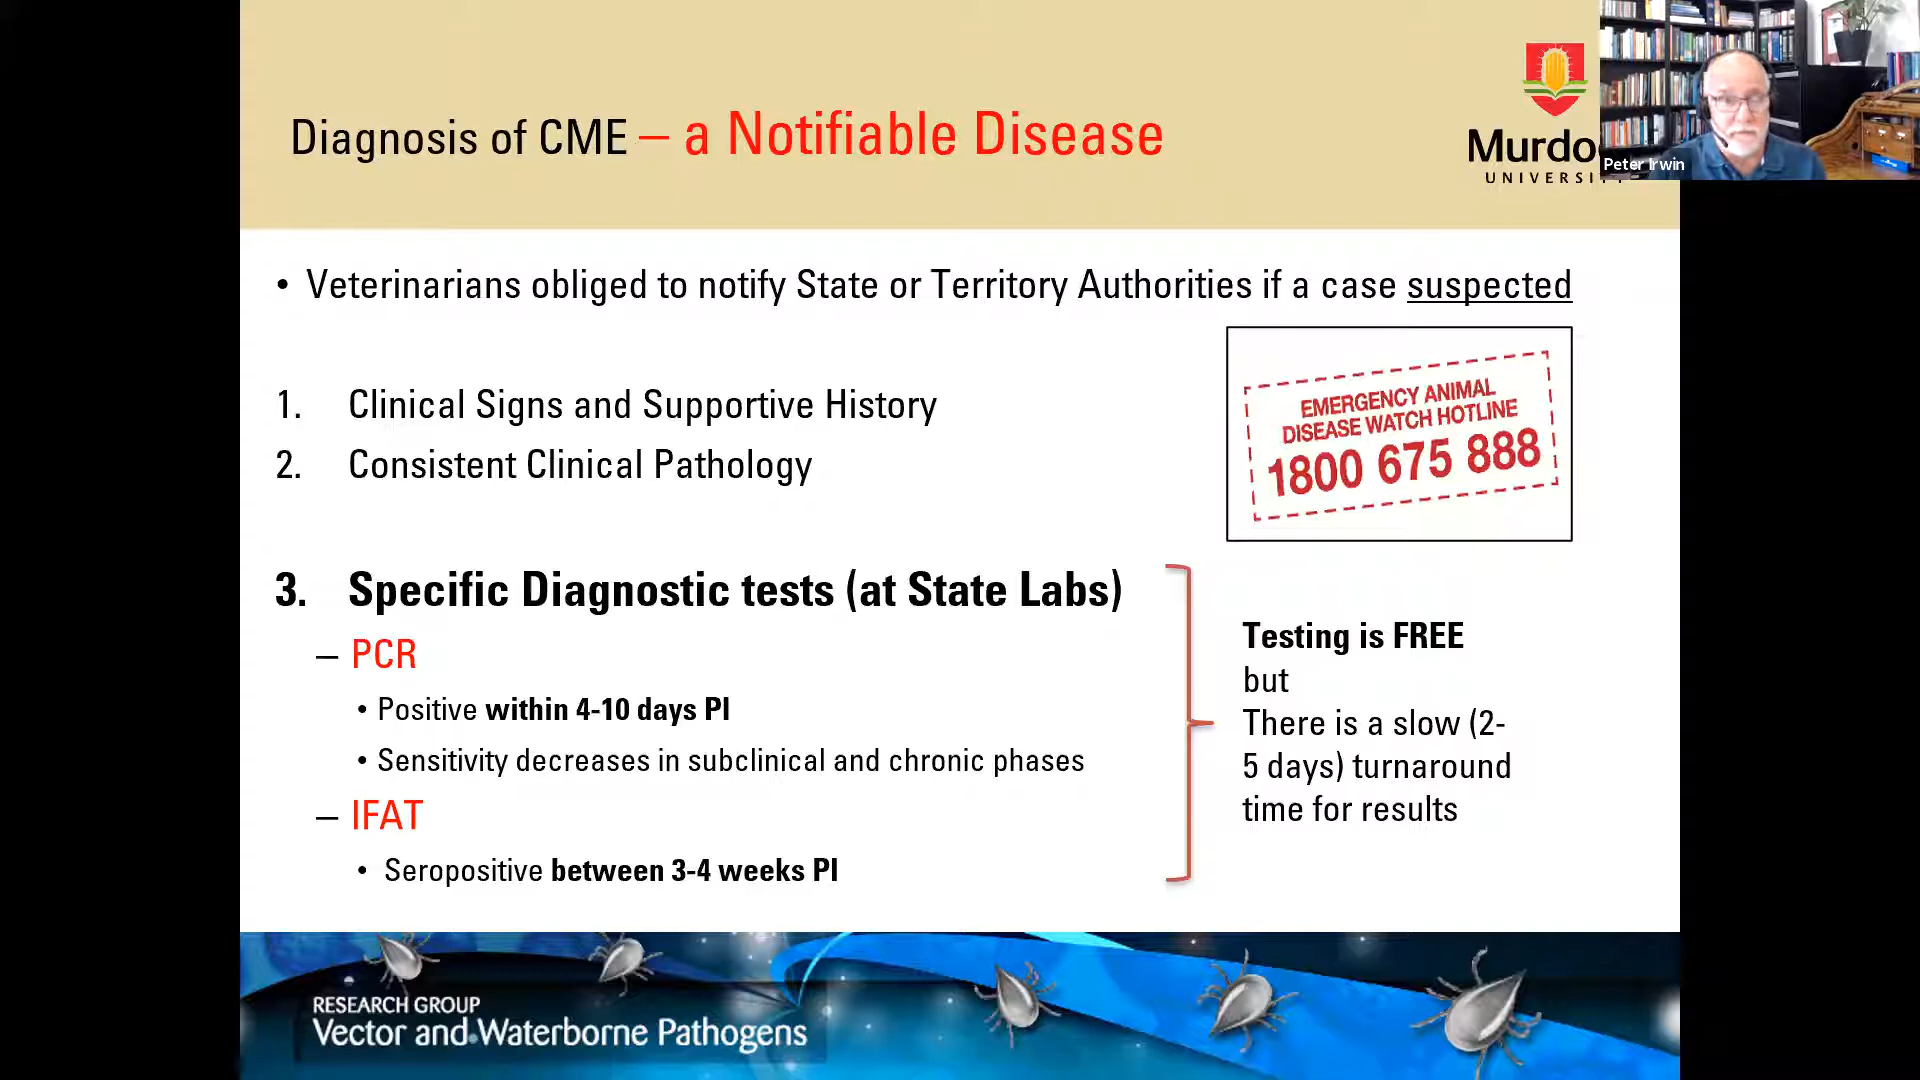 Diagnosis of CME – a Notifiable Disease
Murdo
UNIVERSI
Peter Irwin
• Veterinarians obliged to notify State or Territory Authorities if a case suspected
1. Clinical Signs and Supportive History
2. Consistent Clinical Pathology
EMERGENCY ANIMAL
DISEASE WATCH HOTLINE
1800 675 888
3. Specific Diagnostic tests (at State Labs)
– PCR
• Positive within 4-10 days PI
• Sensitivity decreases in subclinical and chronic phases
– IFAT
• Seropositive between 3-4 weeks PI
Testing is FREE
but
There is a slow (2-
5 days) turnaround
time for results
RESEARCH GROUP
Vector and Waterborne Pathogens